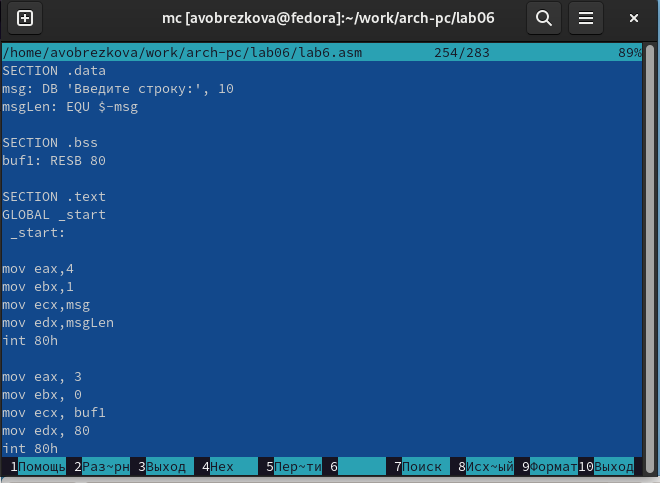 mc [avobrezkova@fedora]:~/work/arch-pc/lab06
/home/avobrezkova/work/arch-pc/lab06/lab6.asm 254/283 89%
SECTION .data
msg: DB 'Введите строку:', 10
msgLen: EQU $-msg
SECTION .bss
buf1: RESB 80
SECTION .text
GLOBAL _start
_start:
mov eax,4
mov ebx,1
mov ecx,msg
mov edx,msgLen
int 80h
mov eax, 3
mov ebx, 0
mov ecx, buf1
mov edx, 80
int 80h
1Помощь 2Раз~рн 3Выход 4Hex 5Пер~ти 6 7Поиск 8Исх~ый 9Формат10Выход